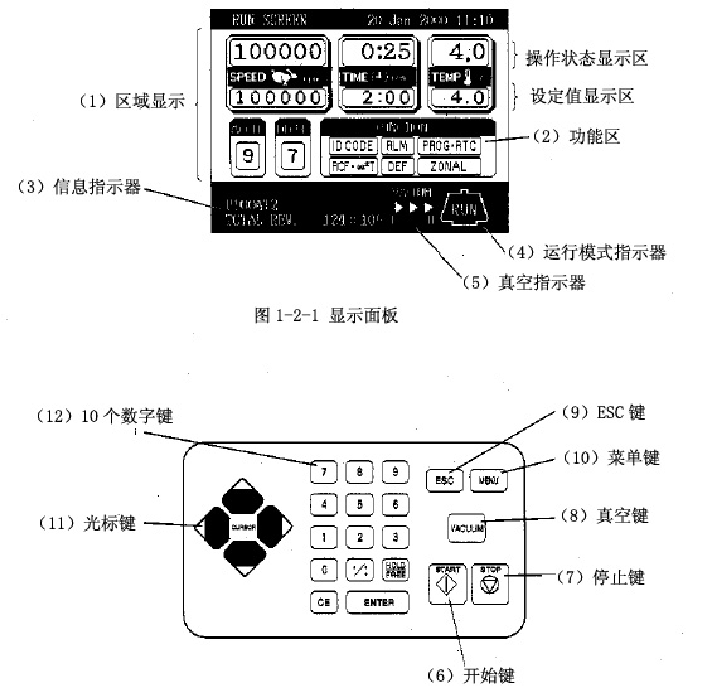 RUN SCREEN 20 Jan 2000 11:10
100000 0:25 4.0
操作状态显示区
SPEED TIME TEMP
(1) 区域显示
100000 2:00 4.0
设定值显示区
(2) 功能区
ID CODE RLM PROG·RTC
9 7
DEF ZONAL
(3) 信息指示器
TOTAL REV.
RUN
(4) 运行模式指示器
(5) 真空指示器
图 1-2-1 显示面板
(12) 10 个数字键
(9) ESC 键
7 8 9
ESC MENU
(10) 菜单键
4 5 6
(11) 光标键
CURSOR
VACUUM
(8) 真空键
1 2 3
0
START STOP
(7) 停止键
CE ENTER
(6) 开始键